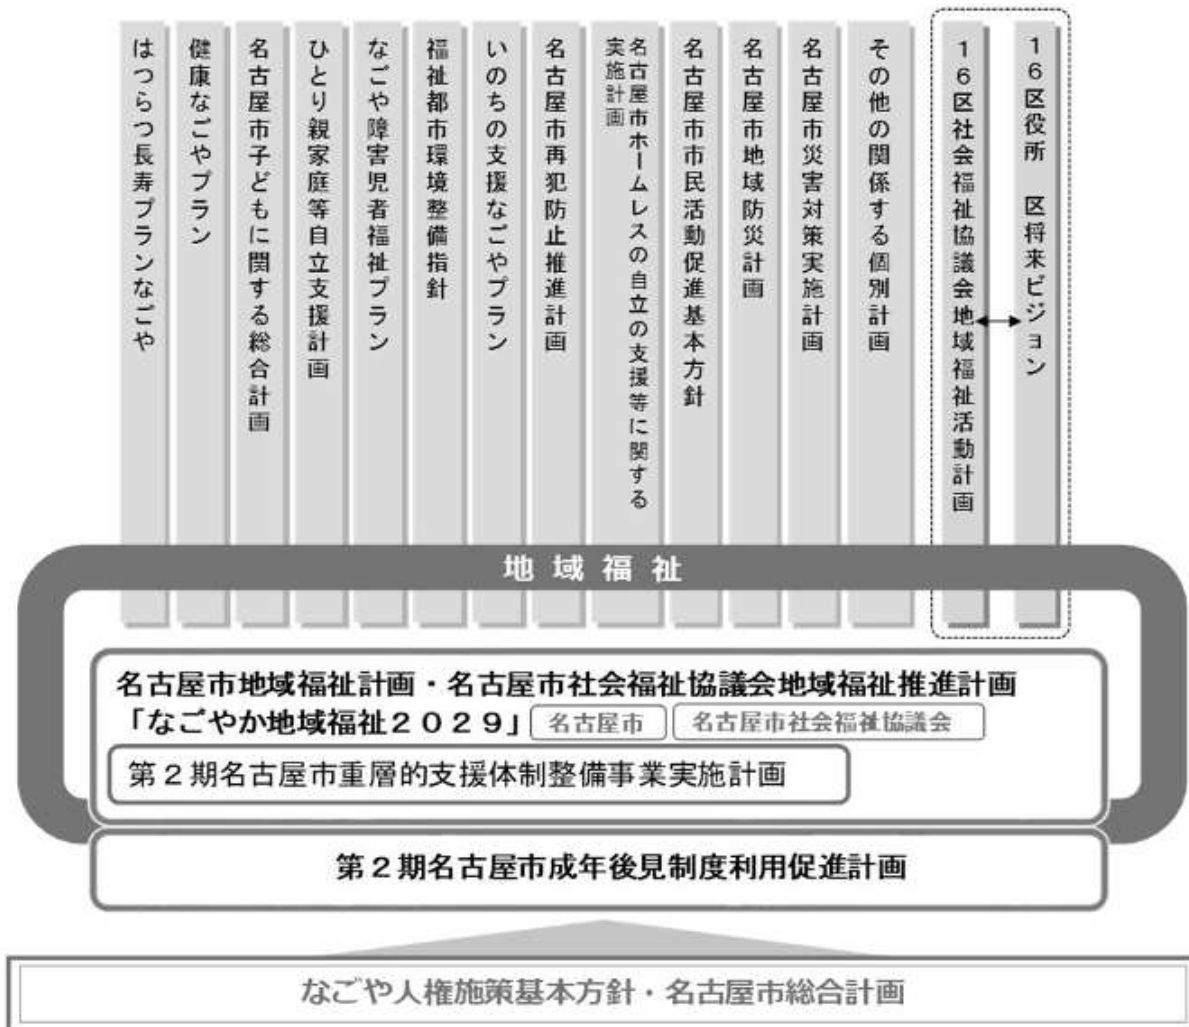 はつらつ長寿プランなごや
健康なごやプラン
名古屋市子どもに関する総合計画
ひとり親家庭等自立支援計画
なごや障害児者福祉プラン
福祉都市環境整備指針
いのちの支援なごやプラン
名古屋市再犯防止推進計画
名古屋市ホームレスの自立の支援等に関する
実施計画
名古屋市市民活動促進基本方針
名古屋市地域防災計画
名古屋市災害対策実施計画
その他の関係する個別計画
16区社会福祉協議会地域福祉活動計画
16区役所 区将来ビジョン
地域福祉
名古屋市地域福祉計画・名古屋市社会福祉協議会地域福祉推進計画
「なごやか地域福祉2029」 名古屋市 名古屋市社会福祉協議会
第2期名古屋市重層的支援体制整備事業実施計画
第2期名古屋市成年後見制度利用促進計画
なごや人権施策基本方針・名古屋市総合計画